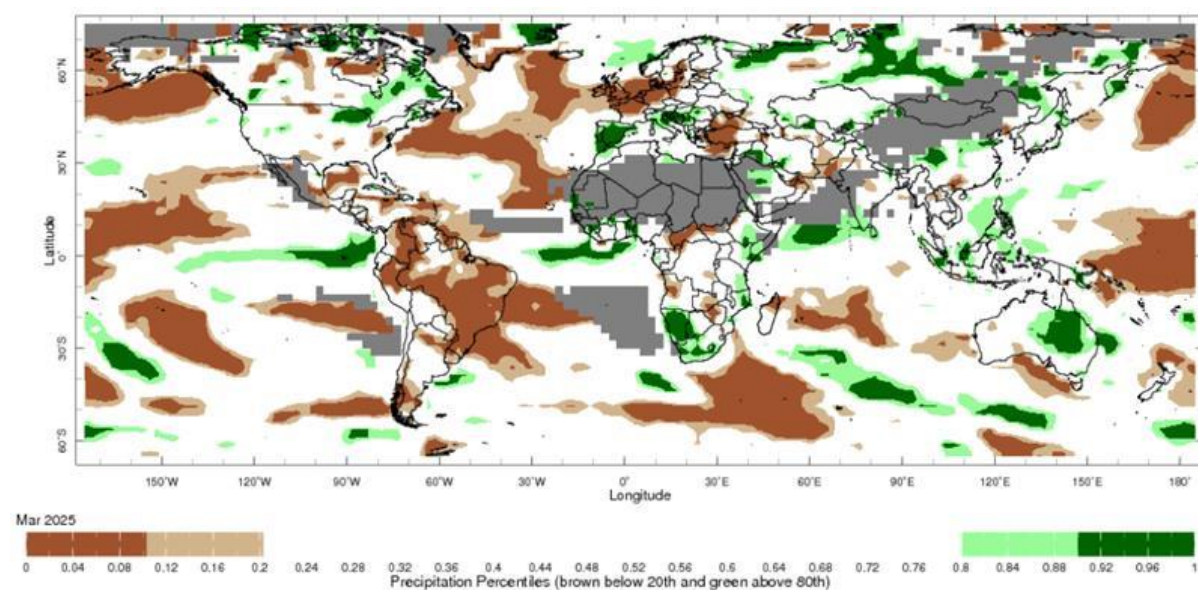 60°N
30°N
0°
30°S
60°S
Latitude
150°W 120°W 90°W 60°W 30°W 0° 30°E 60°E 90°E 120°E 150°E 180°
Longitude
Mar 2025
0 0.04 0.08 0.12 0.16 0.2 0.24 0.28 0.32 0.36 0.4 0.44 0.48 0.52 0.56 0.6 0.64 0.68 0.72 0.76 0.8 0.84 0.88 0.92 0.96 1
Precipitation Percentiles (brown below 20th and green above 80th)